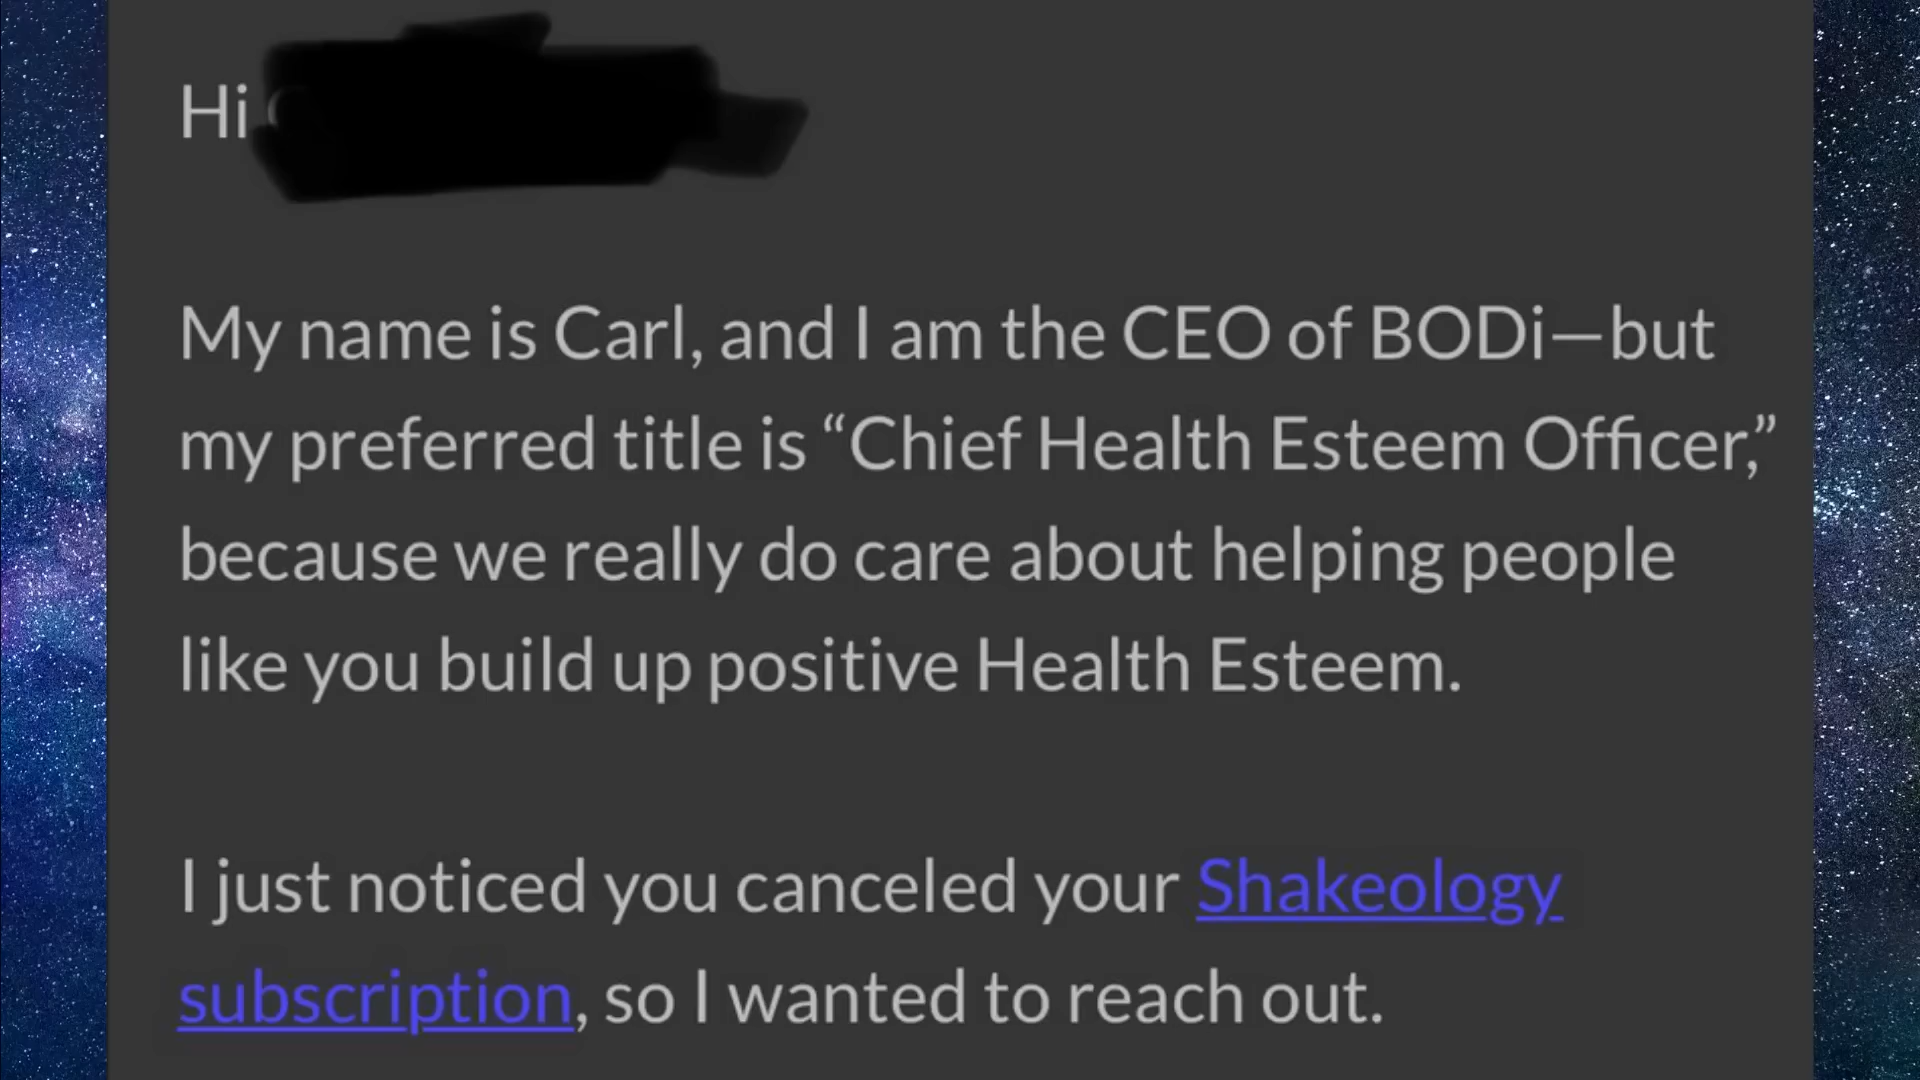 Hi
My name is Carl, and I am the CEO of BODi—but
my preferred title is “Chief Health Esteem Officer,”
because we really do care about helping people
like you build up positive Health Esteem.
I just noticed you canceled your Shakeology
subscription, so I wanted to reach out.